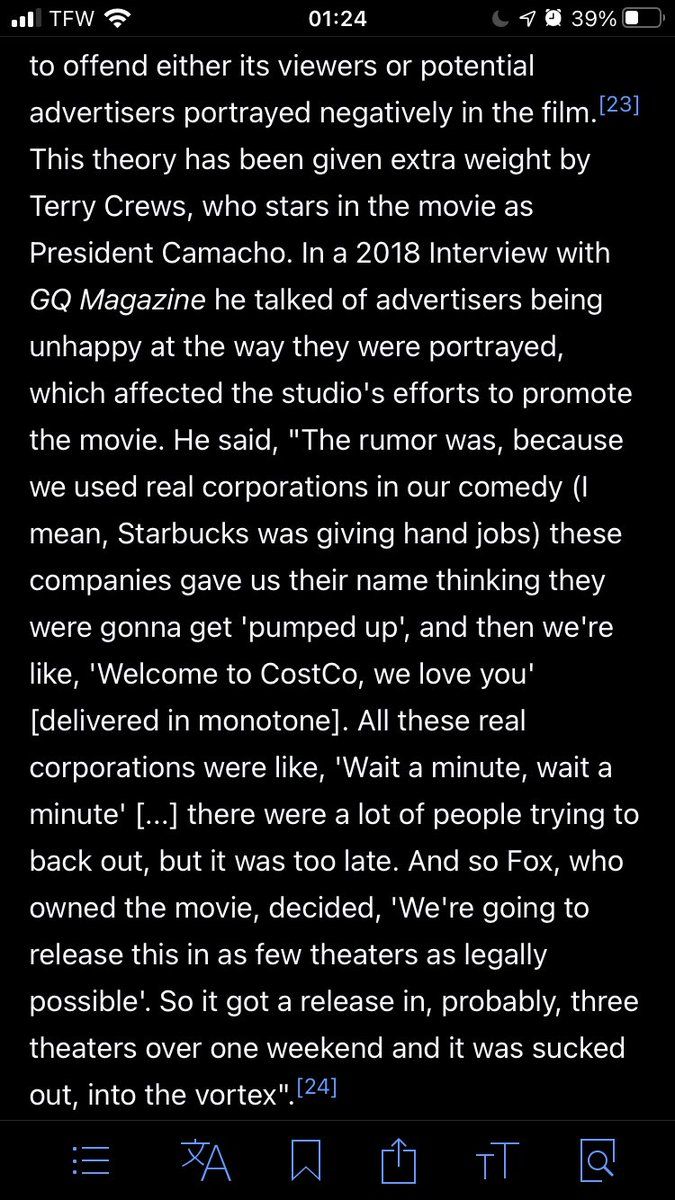 TFW 01:24 39%
to offend either its viewers or potential
advertisers portrayed negatively in the film.[23]
This theory has been given extra weight by
Terry Crews, who stars in the movie as
President Camacho. In a 2018 Interview with
GQ Magazine he talked of advertisers being
unhappy at the way they were portrayed,
which affected the studio's efforts to promote
the movie. He said, "The rumor was, because
we used real corporations in our comedy (I
mean, Starbucks was giving hand jobs) these
companies gave us their name thinking they
were gonna get 'pumped up', and then we're
like, 'Welcome to CostCo, we love you'
[delivered in monotone]. All these real
corporations were like, 'Wait a minute, wait a
minute' [...] there were a lot of people trying to
back out, but it was too late. And so Fox, who
owned the movie, decided, 'We're going to
release this in as few theaters as legally
possible'. So it got a release in, probably, three
theaters over one weekend and it was sucked
out, into the vortex".[24]
文A TT